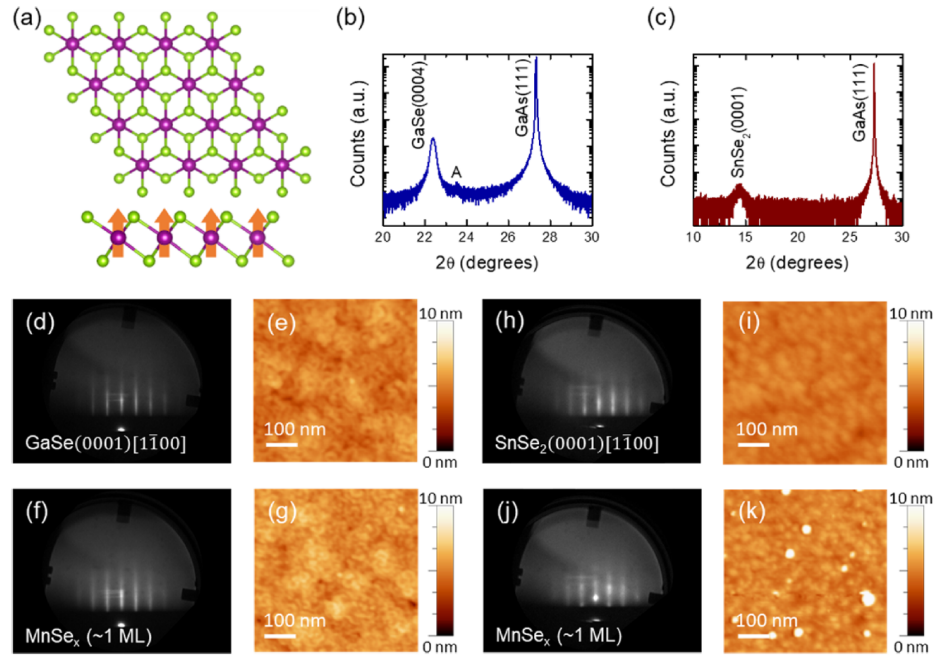 (a)
(b)
Counts (a.u.)
GaSe(0004)
A
GaAs(111)
20 22 24 26 28 30
2θ (degrees)
(c)
Counts (a.u.)
SnSe₂(0001)
GaAs(111)
10 15 20 25 30
2θ (degrees)
(d)
GaSe(0001)[11̄00]
(e)
100 nm
10 nm
0 nm
(h)
SnSe₂(0001)[11̄00]
(i)
100 nm
10 nm
0 nm
(f)
MnSeₓ (~1 ML)
(g)
100 nm
10 nm
0 nm
(j)
MnSeₓ (~1 ML)
(k)
100 nm
10 nm
0 nm